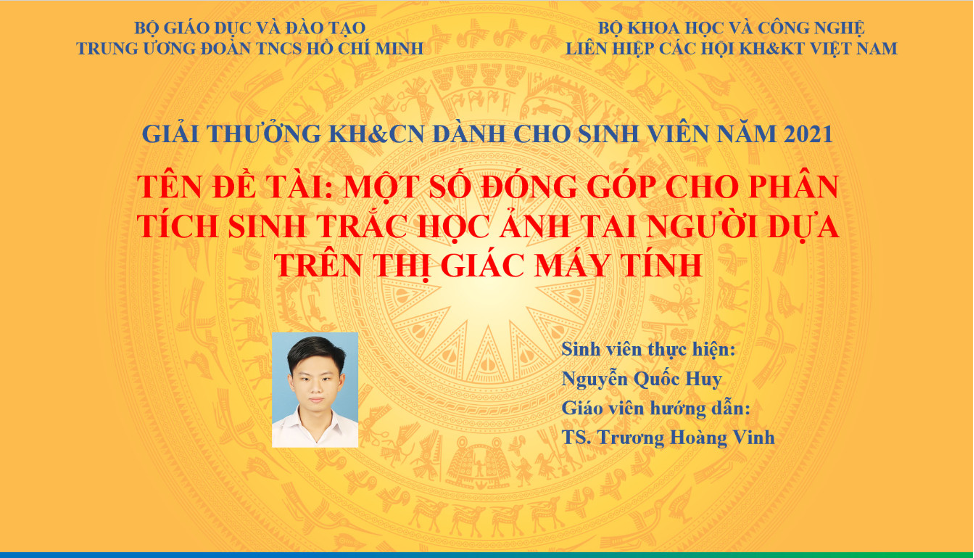 BỘ GIÁO DỤC VÀ ĐÀO TẠO
TRUNG ƯƠNG ĐOÀN TNCS HỒ CHÍ MINH
BỘ KHOA HỌC VÀ CÔNG NGHỆ
LIÊN HIỆP CÁC HỘI KH&KT VIỆT NAM
GIẢI THƯỞNG KH&CN DÀNH CHO SINH VIÊN NĂM 2021
TÊN ĐỀ TÀI: MỘT SỐ ĐÓNG GÓP CHO PHÂN
TÍCH SINH TRẮC HỌC ẢNH TAI NGƯỜI DỰA
TRÊN THỊ GIÁC MÁY TÍNH
Sinh viên thực hiện:
Nguyễn Quốc Huy
Giáo viên hướng dẫn:
TS. Trương Hoàng Vinh